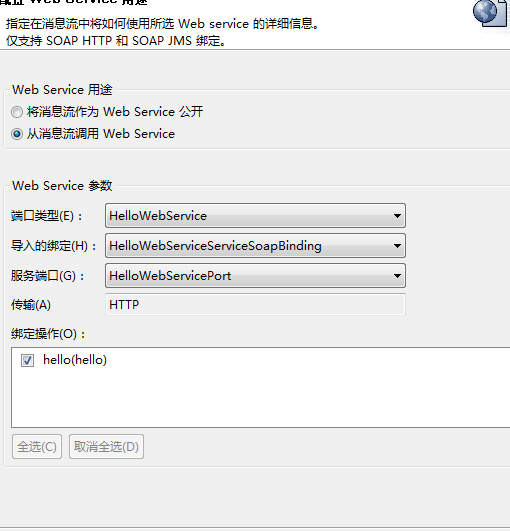 Web Service 用途
指定在消息流中将如何使用所选 Web service 的详细信息。
仅支持 SOAP HTTP 和 SOAP JMS 绑定。
Web Service 用途
将消息流作为 Web Service 公开
从消息流调用 Web Service
Web Service 参数
端口类型(E)： HelloWebService
导入的绑定(H)： HelloWebServiceServiceSoapBinding
服务端口(G)： HelloWebServicePort
传输(A) HTTP
绑定操作(O)：
hello(hello)
全选(C) 取消全选(D)